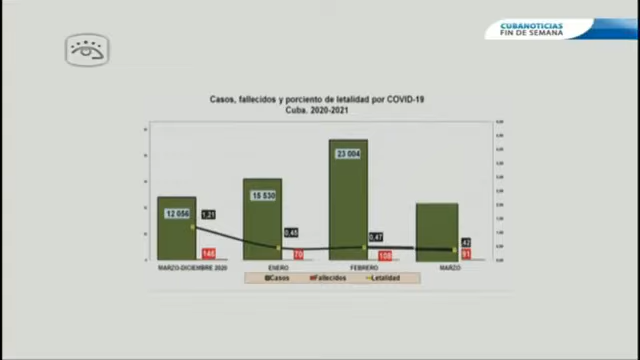 CUBANOTICIAS
FIN DE SEMANA
Casos, fallecidos y porciento de letalidad por COVID-19
Cuba. 2020-2021
23 004
15 530
12 056
1,21
0,45
0,47
,42
146
70
108
91
MARZO-DICIEMBRE 2020
ENERO
FEBRERO
MARZO
Casos
Fallecidos
Letalidad